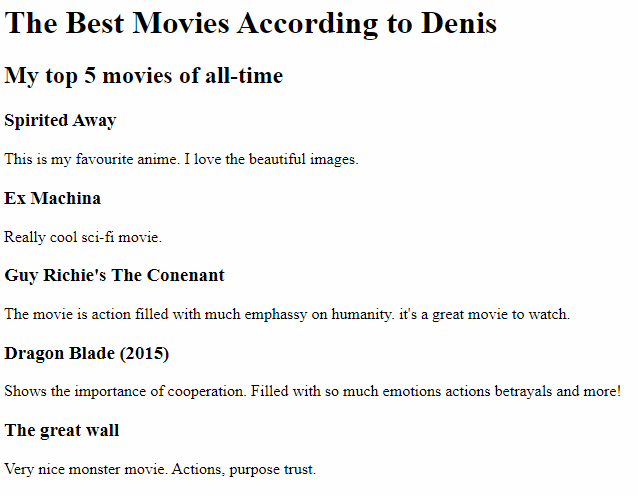 The Best Movies According to Denis
My top 5 movies of all-time
Spirited Away
This is my favourite anime. I love the beautiful images.
Ex Machina
Really cool sci-fi movie.
Guy Richie's The Conenant
The movie is action filled with much emphassy on humanity. it's a great movie to watch.
Dragon Blade (2015)
Shows the importance of cooperation. Filled with so much emotions actions betrayals and more!
The great wall
Very nice monster movie. Actions, purpose trust.